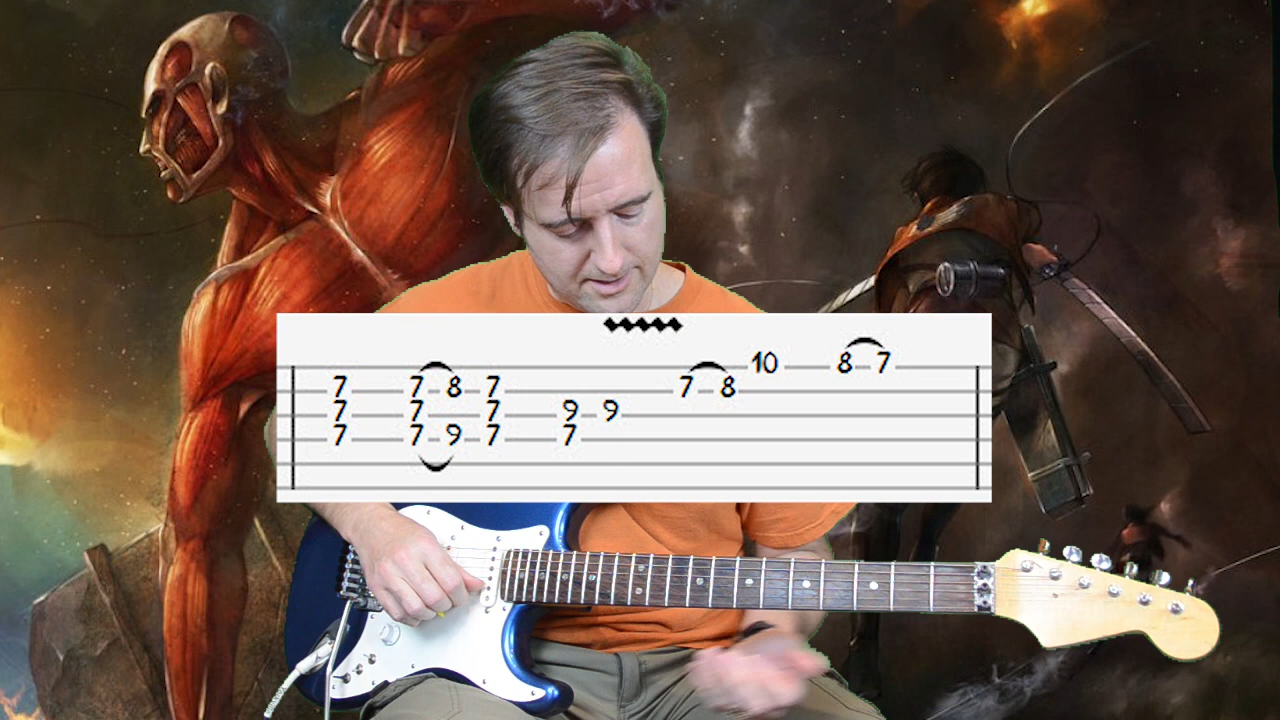 10 8 7
7 7 8 7 7 8
7 7 7 9 9
7 7 9 7 7